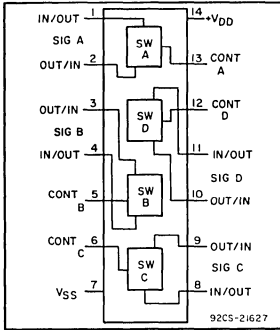 IN/OUT 1 14 +VDD
SIG A SW A
OUT/IN 2 13 CONT A
OUT/IN 3 12 CONT D
SIG B SW D
IN/OUT 4 11 IN/OUT
SIG D
CONT B 5 SW B 10 OUT/IN
CONT C 6 9 OUT/IN
SW C SIG C
VSS 7 8 IN/OUT
92CS-21627